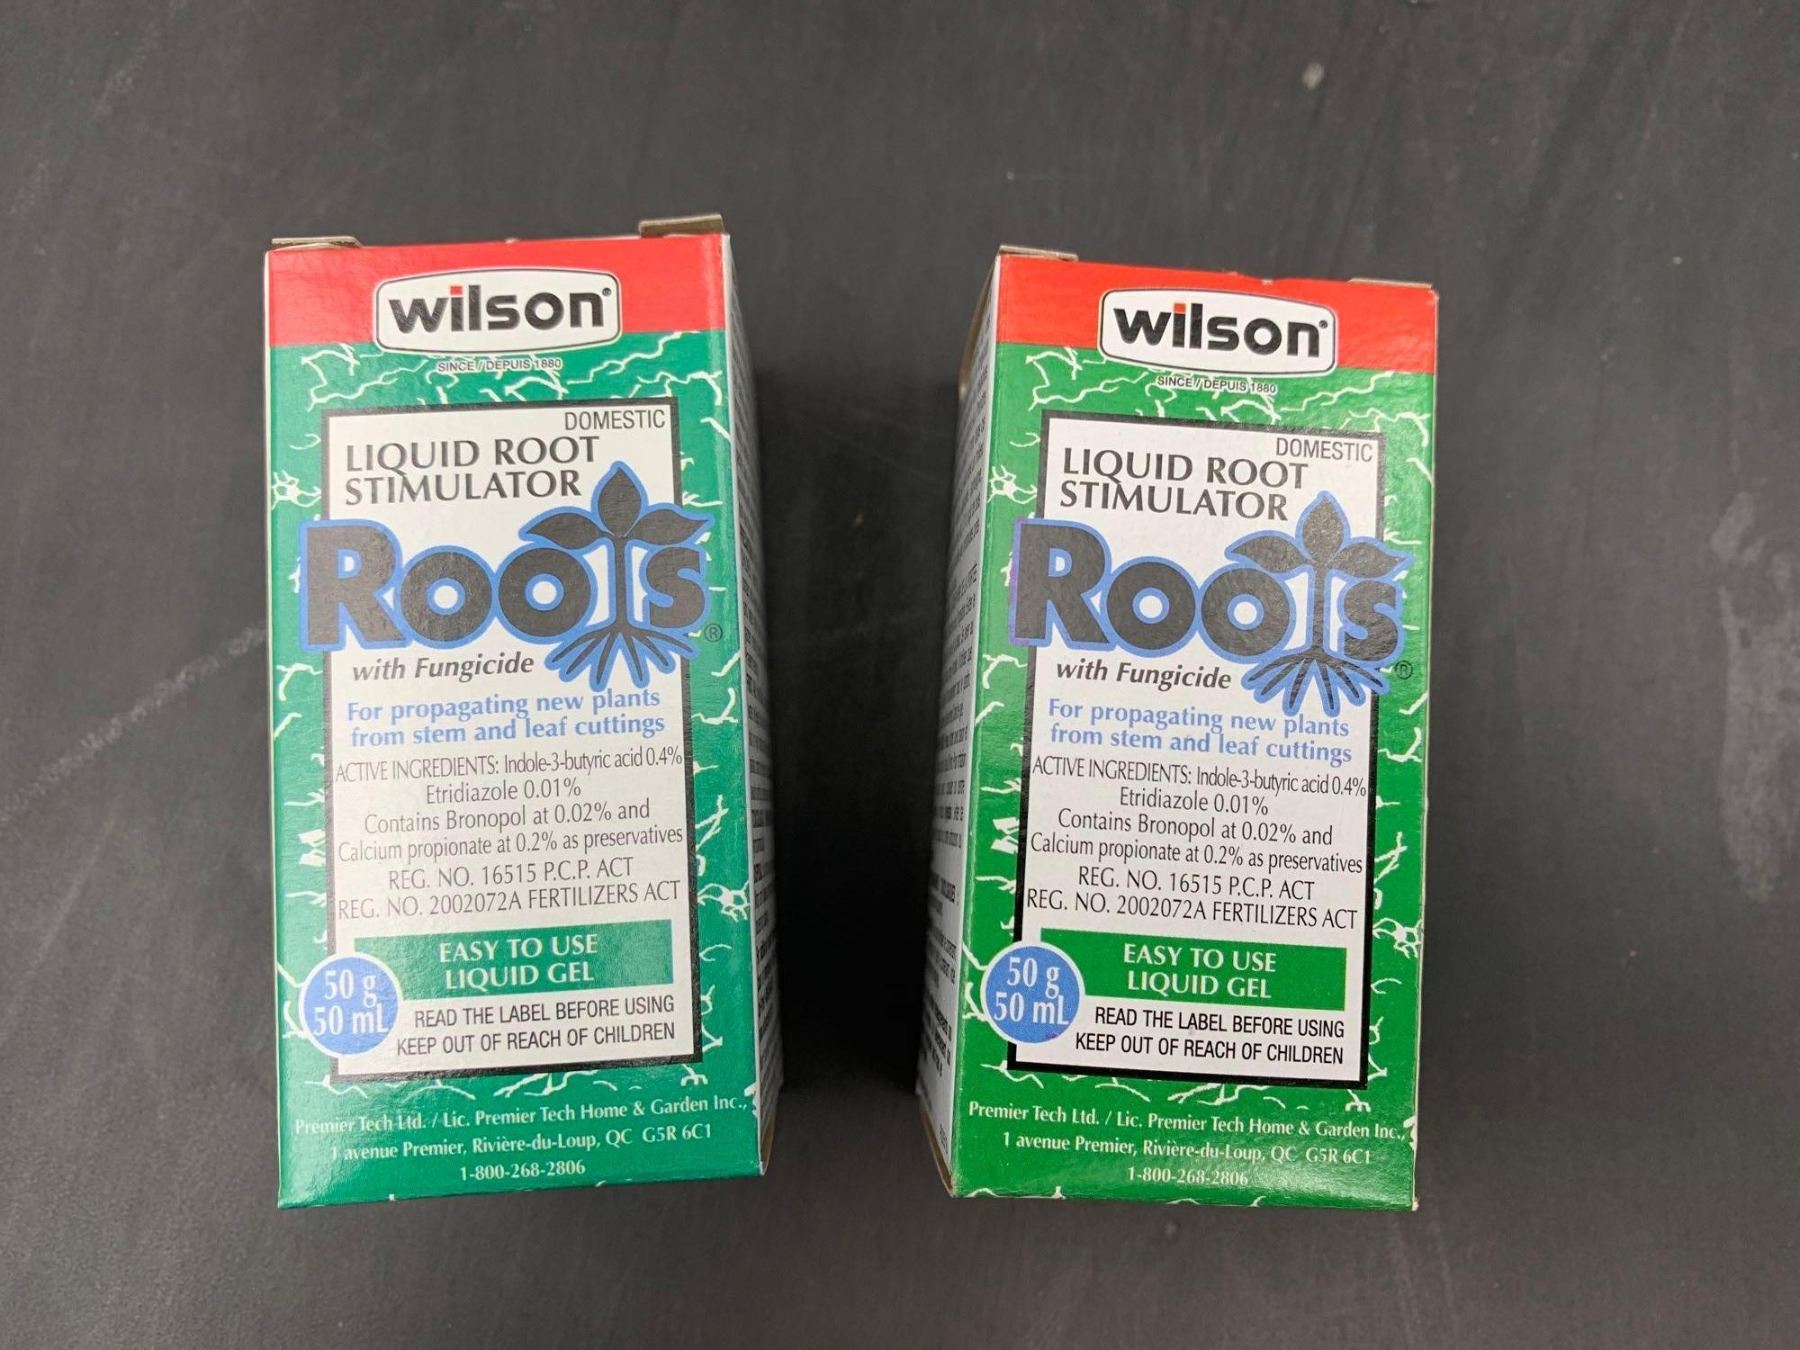 wilson®
SINCE / DEPUIS 1880
DOMESTIC
LIQUID ROOT
STIMULATOR
ROOTS®
with Fungicide
For propagating new plants
from stem and leaf cuttings
ACTIVE INGREDIENTS: Indole-3-butyric acid 0.4%
Etridiazole 0.01%
Contains Bronopol at 0.02% and
Calcium propionate at 0.2% as preservatives
REG. NO. 16515 P.C.P. ACT
REG. NO. 2002072A FERTILIZERS ACT
EASY TO USE
LIQUID GEL
50 g
50 mL
READ THE LABEL BEFORE USING
KEEP OUT OF REACH OF CHILDREN
Premier Tech Ltd. / Lic. Premier Tech Home & Garden Inc.,
1 avenue Premier, Rivière-du-Loup, QC G5R 6C1
1-800-268-2806
wilson®
SINCE / DEPUIS 1880
DOMESTIC
LIQUID ROOT
STIMULATOR
ROOTS®
with Fungicide
For propagating new plants
from stem and leaf cuttings
ACTIVE INGREDIENTS: Indole-3-butyric acid 0.4%
Etridiazole 0.01%
Contains Bronopol at 0.02% and
Calcium propionate at 0.2% as preservatives
REG. NO. 16515 P.C.P. ACT
REG. NO. 2002072A FERTILIZERS ACT
EASY TO USE
LIQUID GEL
50 g
50 mL
READ THE LABEL BEFORE USING
KEEP OUT OF REACH OF CHILDREN
Premier Tech Ltd. / Lic. Premier Tech Home & Garden Inc.,
1 avenue Premier, Rivière-du-Loup, QC G5R 6C1
1-800-268-2806